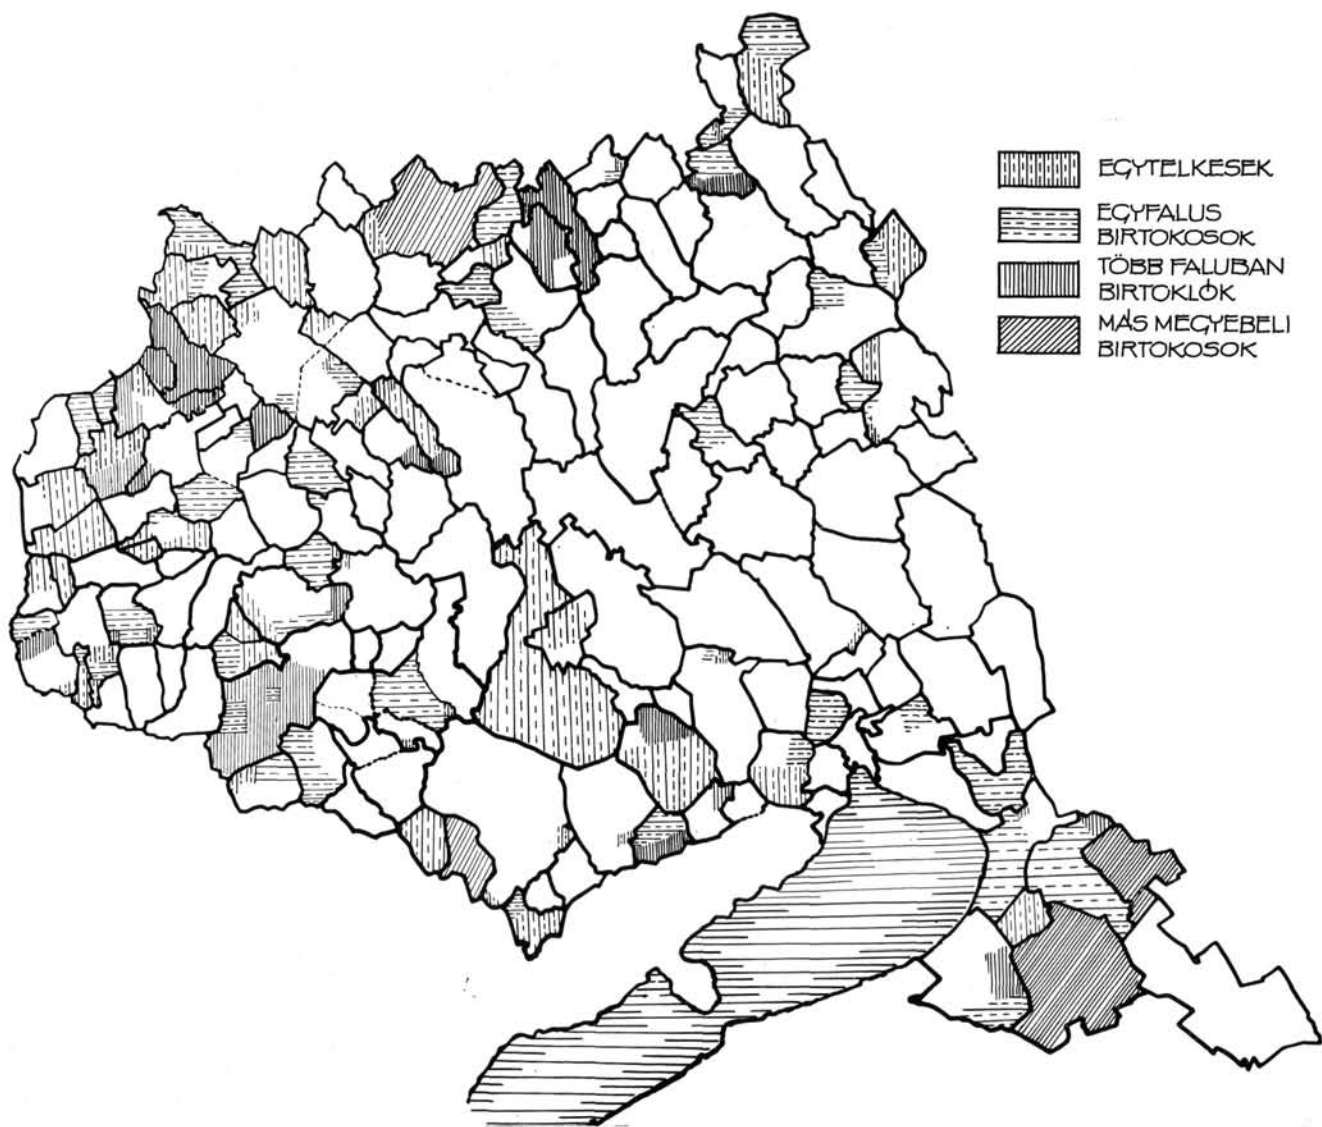 EGYTELKESEK
EGYFALUS
BIRTOKOSOK
TÖBB FALUBAN
BIRTOKLÓK
MÁS MEGYEBELI
BIRTOKOSOK